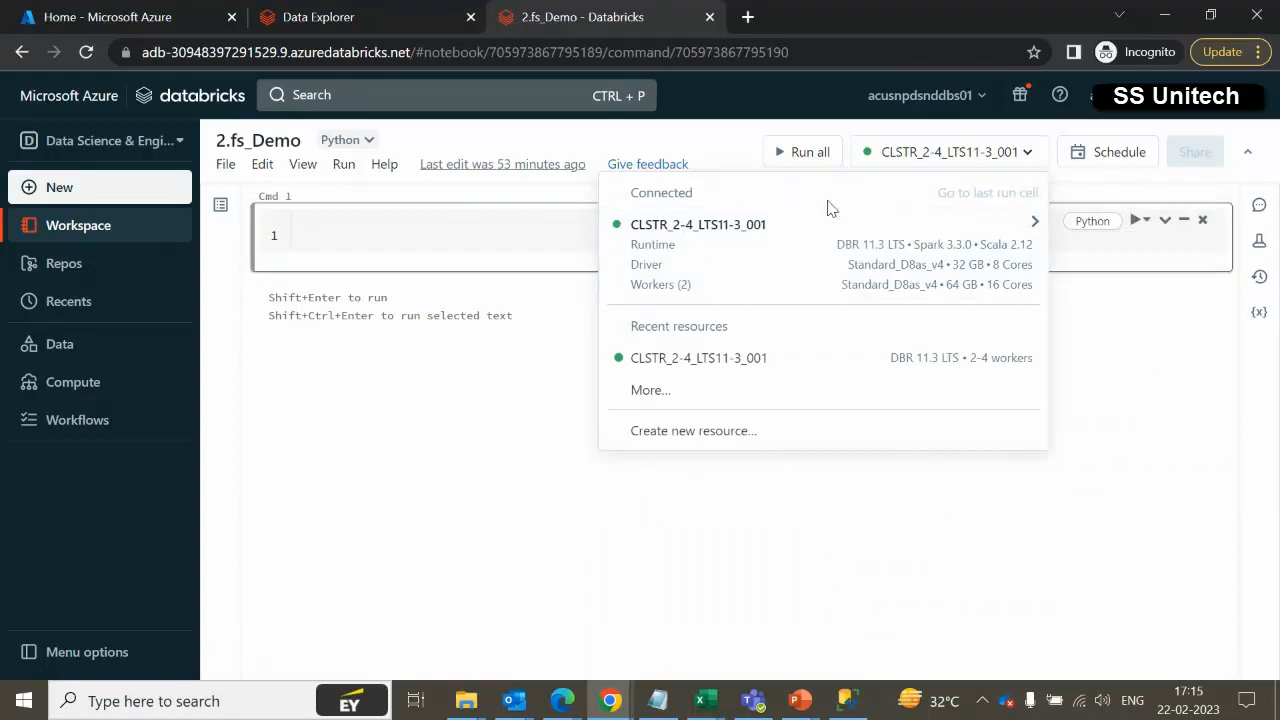 Home - Microsoft Azure
Data Explorer
2.fs_Demo - Databricks
adb-30948397291529.9.azuredatabricks.net/#notebook/705973867795189/command/705973867795190
Incognito
Update
Microsoft Azure
databricks
Search
CTRL + P
acusnpdsnddbs01
SS Unitech
Data Science & Engi...
2.fs_Demo
Python
Run all
CLSTR_2-4_LTS11-3_001
Schedule
Share
File
Edit
View
Run
Help
Last edit was 53 minutes ago
Give feedback
New
Workspace
Repos
Recents
Data
Compute
Workflows
Menu options
Cmd 1
1
Python
Shift+Enter to run
Shift+Ctrl+Enter to run selected text
Connected
Go to last run cell
CLSTR_2-4_LTS11-3_001
Runtime
DBR 11.3 LTS • Spark 3.3.0 • Scala 2.12
Driver
Standard_D8as_v4 • 32 GB • 8 Cores
Workers (2)
Standard_D8as_v4 • 64 GB • 16 Cores
Recent resources
CLSTR_2-4_LTS11-3_001
DBR 11.3 LTS • 2-4 workers
More...
Create new resource...
Type here to search
EY
32°C
ENG
17:15
22-02-2023